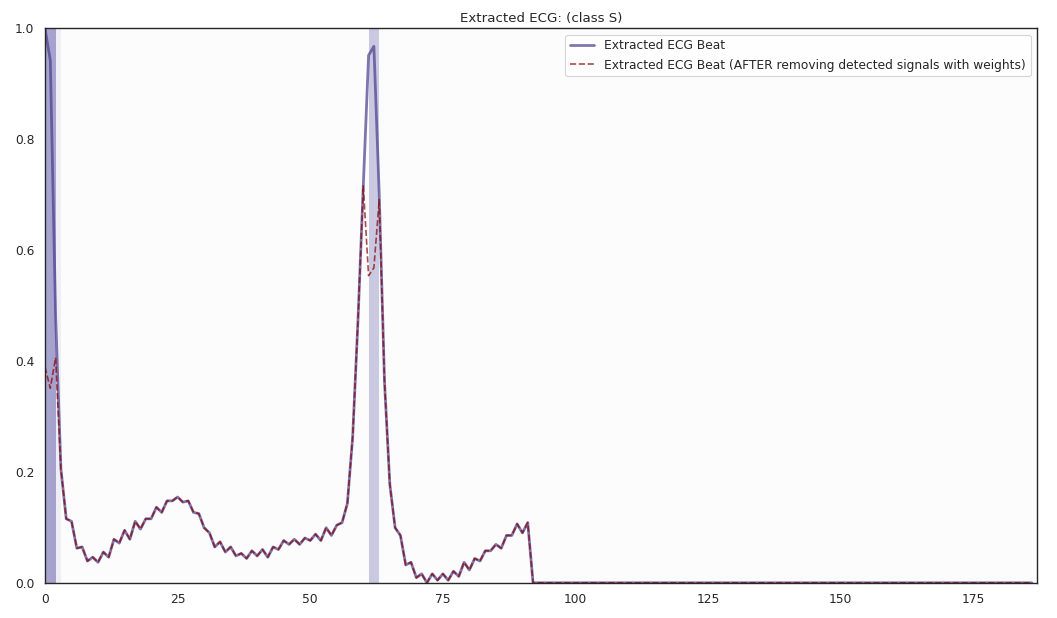 Extracted ECG: (class S)
1.0
Extracted ECG Beat
Extracted ECG Beat (AFTER removing detected signals with weights)
0.8
0.6
0.4
0.2
0.0
0 25 50 75 100 125 150 175